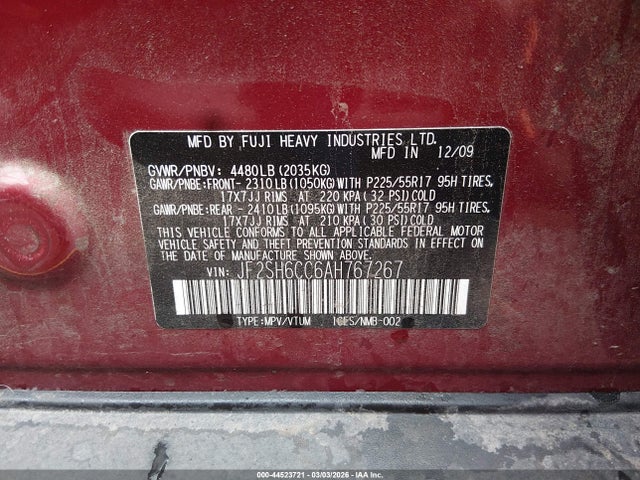 MFD BY FUJI HEAVY INDUSTRIES LTD.
MFD IN 12/09
GVWR/PNBV: 4480LB (2035KG)
GAWR/PNBE:FRONT- 2310LB(1050KG)WITH P225/55R17 95H TIRES,
17X7JJ RIMS AT 220 KPA(32 PSI)COLD
GAWR/PNBE:REAR - 2410LB(1095KG)WITH P225/55R17 95H TIRES,
17X7JJ RIMS AT 210 KPA(30 PSI)COLD
THIS VEHICLE CONFORMS TO ALL APPLICABLE FEDERAL MOTOR
VEHICLE SAFETY AND THEFT PREVENTION STANDARDS IN EFFECT ON
THE DATE OF MANUFACTURE SHOWN ABOVE.
VIN: JF2SH6CC6AH767267
TYPE:MPV/VTUM ICES/NMB-002
000-44523721 - 03/03/2026 - IAA.com